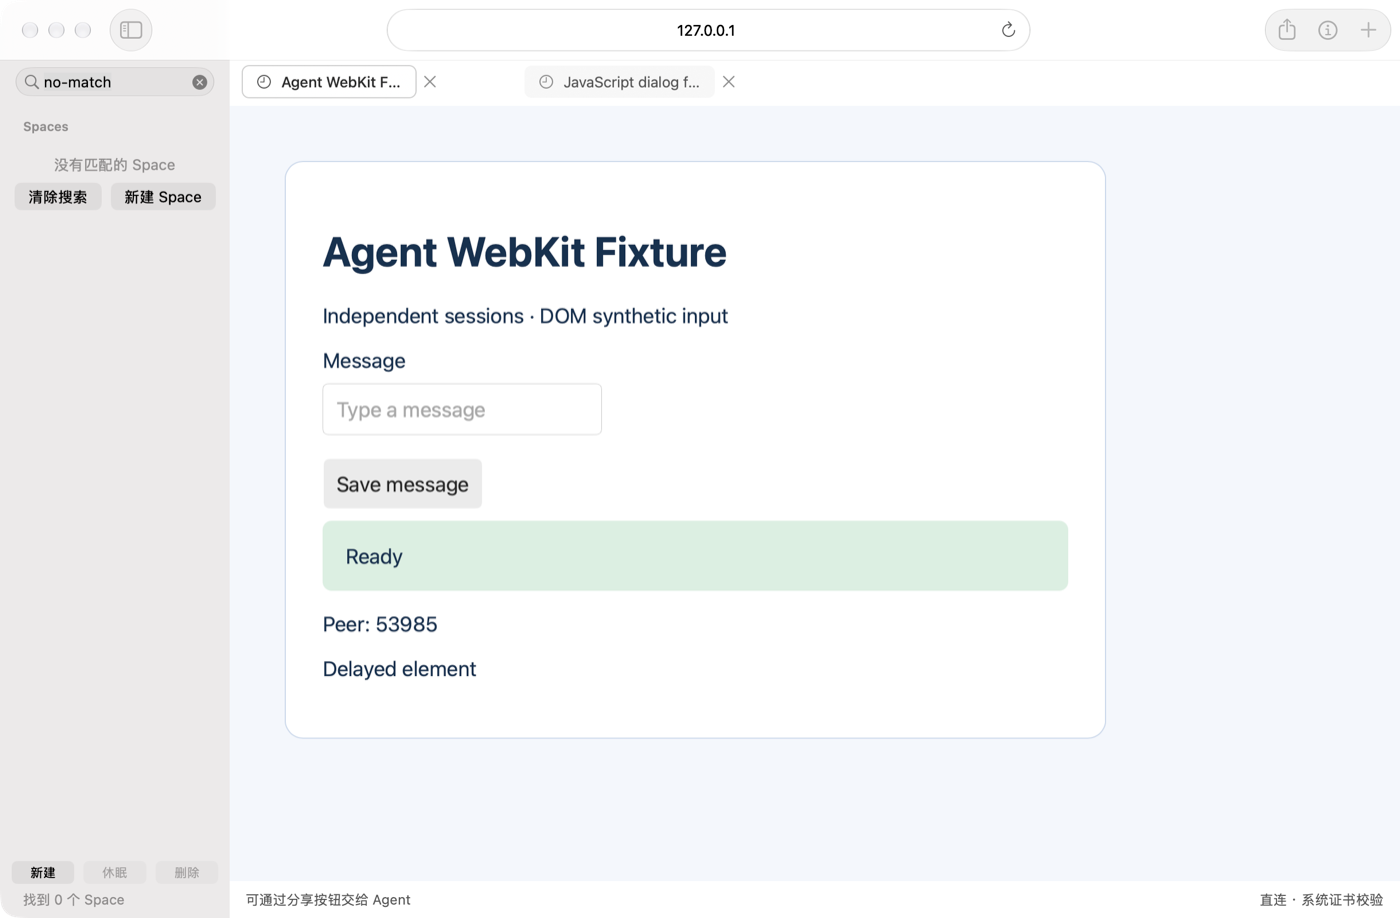 127.0.0.1
no-match
Agent WebKit F...
JavaScript dialog f...
Spaces
没有匹配的 Space
清除搜索
新建 Space
Agent WebKit Fixture
Independent sessions · DOM synthetic input
Message
Type a message
Save message
Ready
Peer: 53985
Delayed element
新建
休眠
删除
找到 0 个 Space
可通过分享按钮交给 Agent
直连 · 系统证书校验